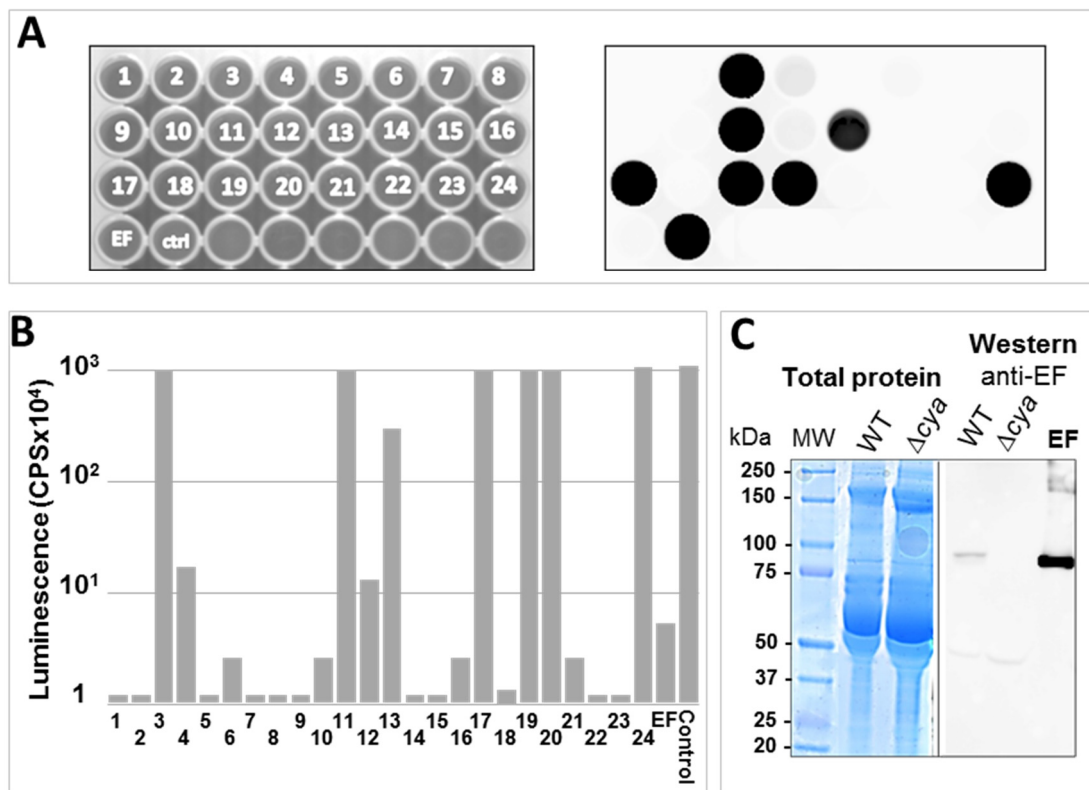 A
1 2 3 4 5 6 7 8
9 10 11 12 13 14 15 16
17 18 19 20 21 22 23 24
EF ctrl
B
Luminescence (CPSx10⁴)
10³
10²
10¹
1
1 2 3 4 5 6 7 8 9 10 11 12 13 14 15 16 17 18 19 20 21 22 23 24 EF Control
C
Western
Total protein anti-EF
kDa MW WT Δcya WT Δcya EF
250
150
100
75
50
37
25
20